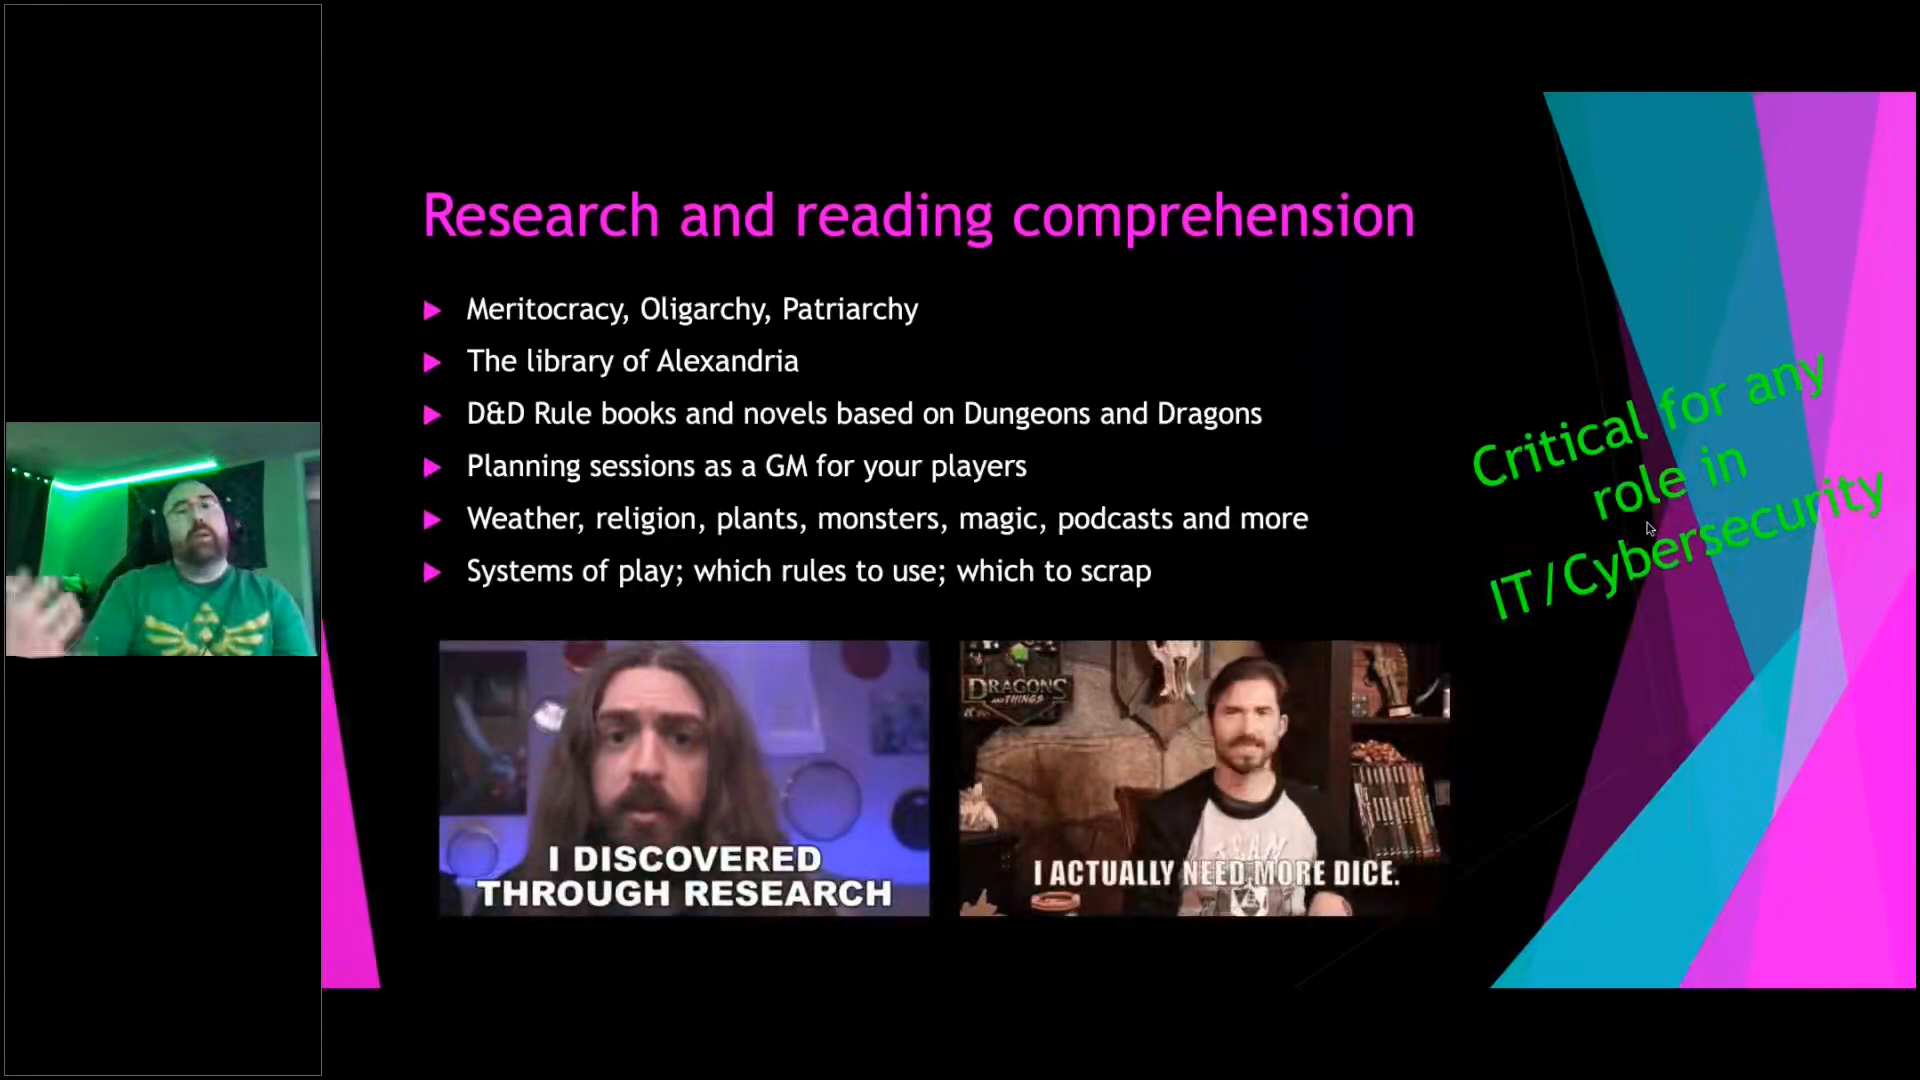 Research and reading comprehension
Meritocracy, Oligarchy, Patriarchy
The library of Alexandria
D&D Rule books and novels based on Dungeons and Dragons
Planning sessions as a GM for your players
Weather, religion, plants, monsters, magic, podcasts and more
Systems of play; which rules to use; which to scrap
Critical for any
role in
IT/Cybersecurity
I DISCOVERED
THROUGH RESEARCH
DRAGONS
AND THINGS
I ACTUALLY NEED MORE DICE.